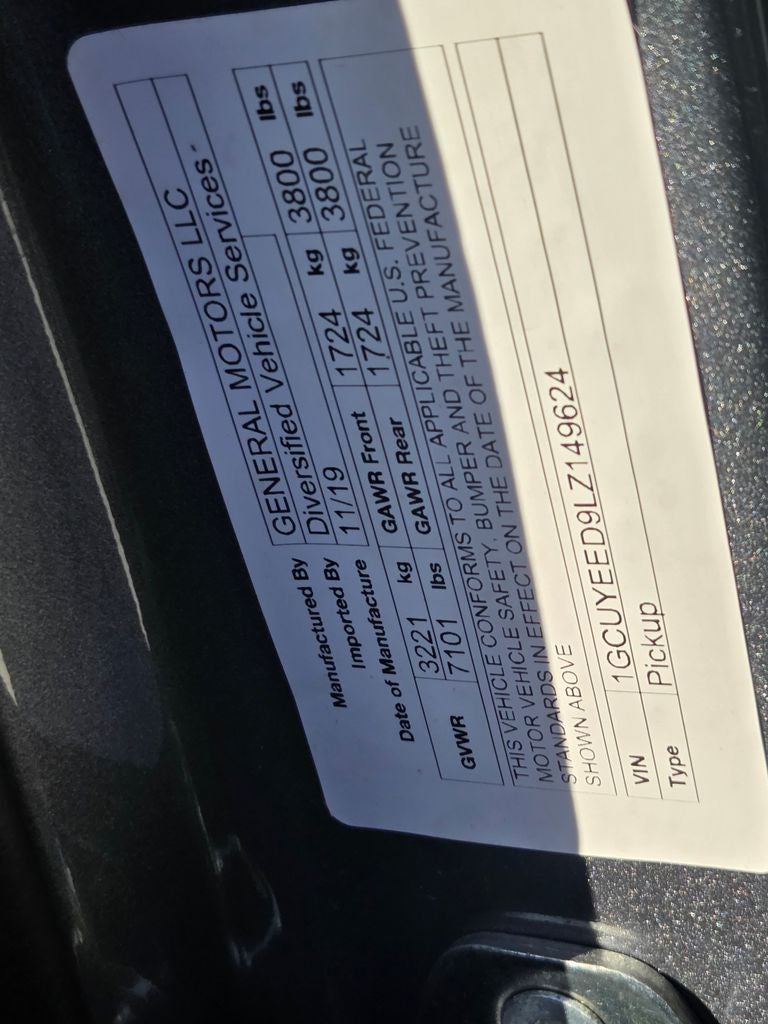 Manufactured By GENERAL MOTORS LLC
Imported By Diversified Vehicle Services -
Date of Manufacture 11/19
GVWR 3221 kg GAWR Front 1724 kg 3800 lbs
7101 lbs GAWR Rear 1724 kg 3800 lbs
THIS VEHICLE CONFORMS TO ALL APPLICABLE U.S. FEDERAL
MOTOR VEHICLE SAFETY, BUMPER AND THEFT PREVENTION
STANDARDS IN EFFECT ON THE DATE OF THE MANUFACTURE
SHOWN ABOVE
VIN 1GCUYEED9LZ149624
Type Pickup